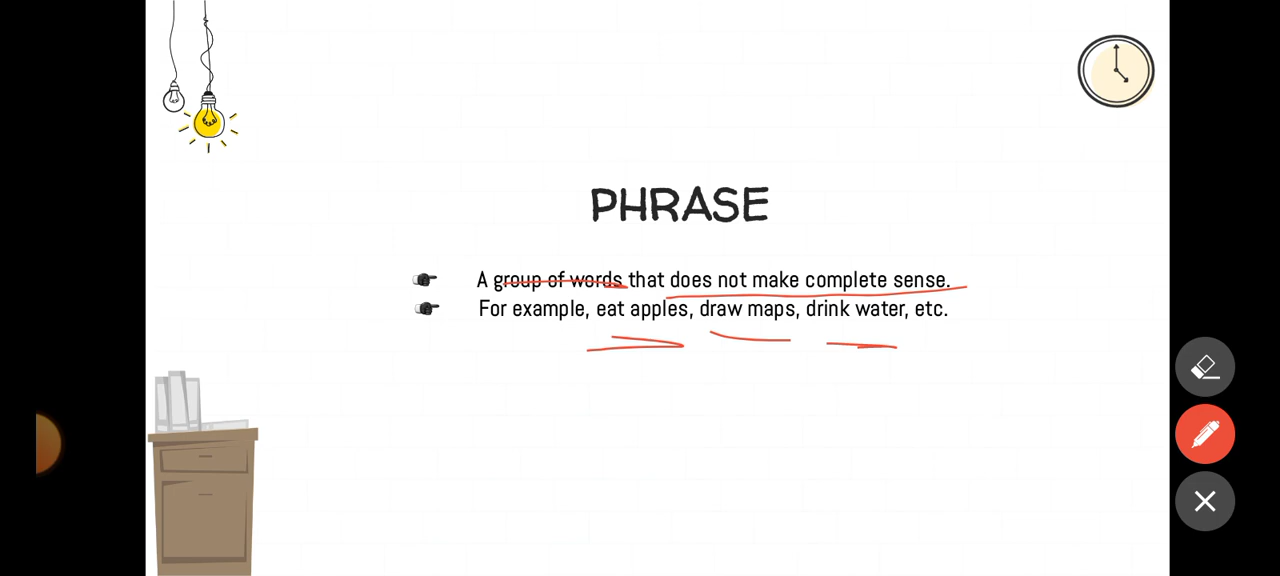 PHRASE
A group of words that does not make complete sense.
For example, eat apples, draw maps, drink water, etc.